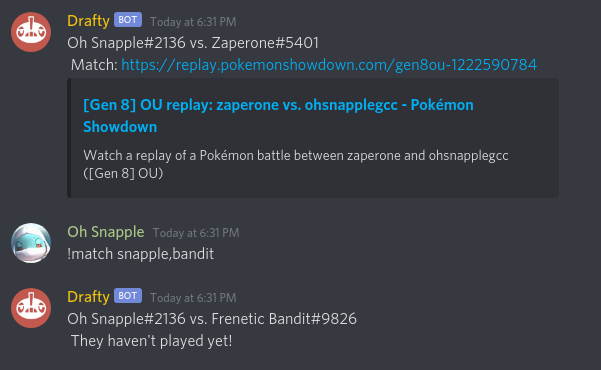 Drafty BOT Today at 6:31 PM
Oh Snapple#2136 vs. Zaperone#5401
Match: https://replay.pokemonshowdown.com/gen8ou-1222590784
[Gen 8] OU replay: zaperone vs. ohsnapplegcc - Pokémon
Showdown
Watch a replay of a Pokémon battle between zaperone and ohsnapplegcc
([Gen 8] OU)
Oh Snapple Today at 6:31 PM
!match snapple,bandit
Drafty BOT Today at 6:31 PM
Oh Snapple#2136 vs. Frenetic Bandit#9826
They haven't played yet!